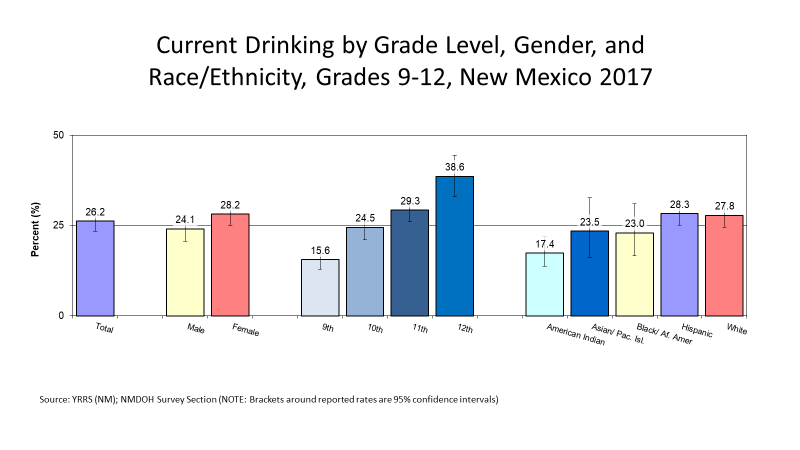 Current Drinking by Grade Level, Gender, and
Race/Ethnicity, Grades 9-12, New Mexico 2017
Percent (%)
50
25
0
26.2
24.1
28.2
15.6
24.5
29.3
38.6
17.4
23.5
23.0
28.3
27.8
Total
Male
Female
9th
10th
11th
12th
American Indian
Asian/ Pac. Isl.
Black/ Af. Amer
Hispanic
White
Source: YRRS (NM); NMDOH Survey Section (NOTE: Brackets around reported rates are 95% confidence intervals)